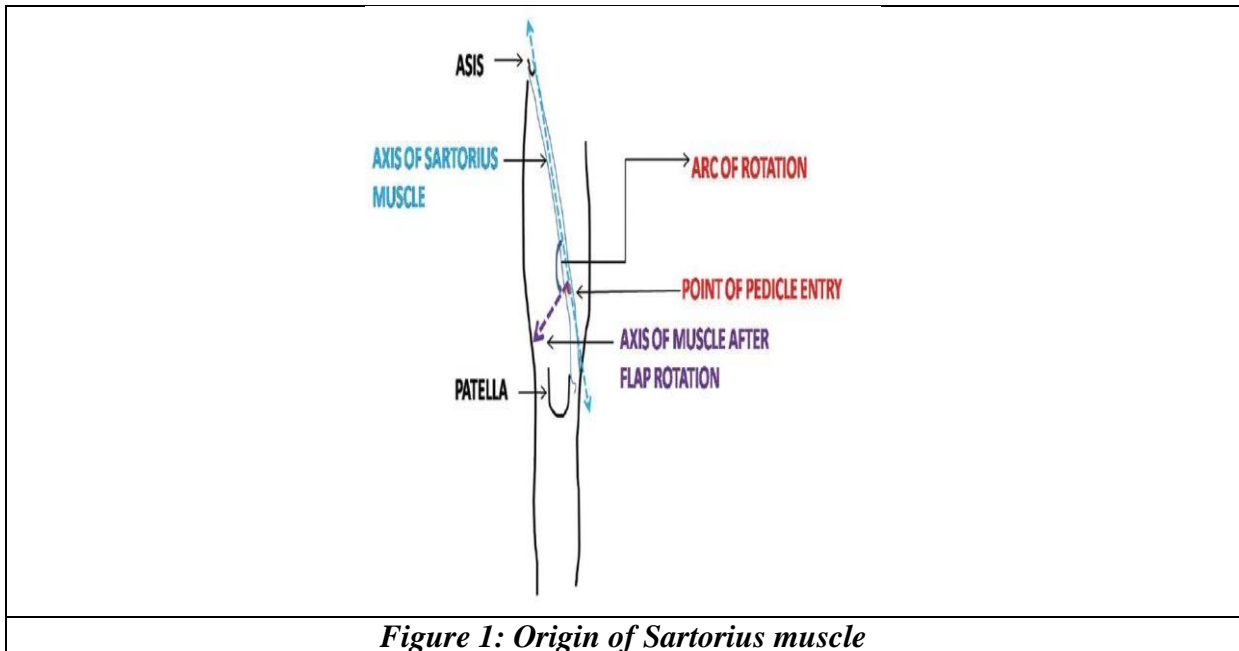 ASIS
AXIS OF SARTORIUS
MUSCLE
ARC OF ROTATION
POINT OF PEDICLE ENTRY
AXIS OF MUSCLE AFTER
FLAP ROTATION
PATELLA
Figure 1: Origin of Sartorius muscle